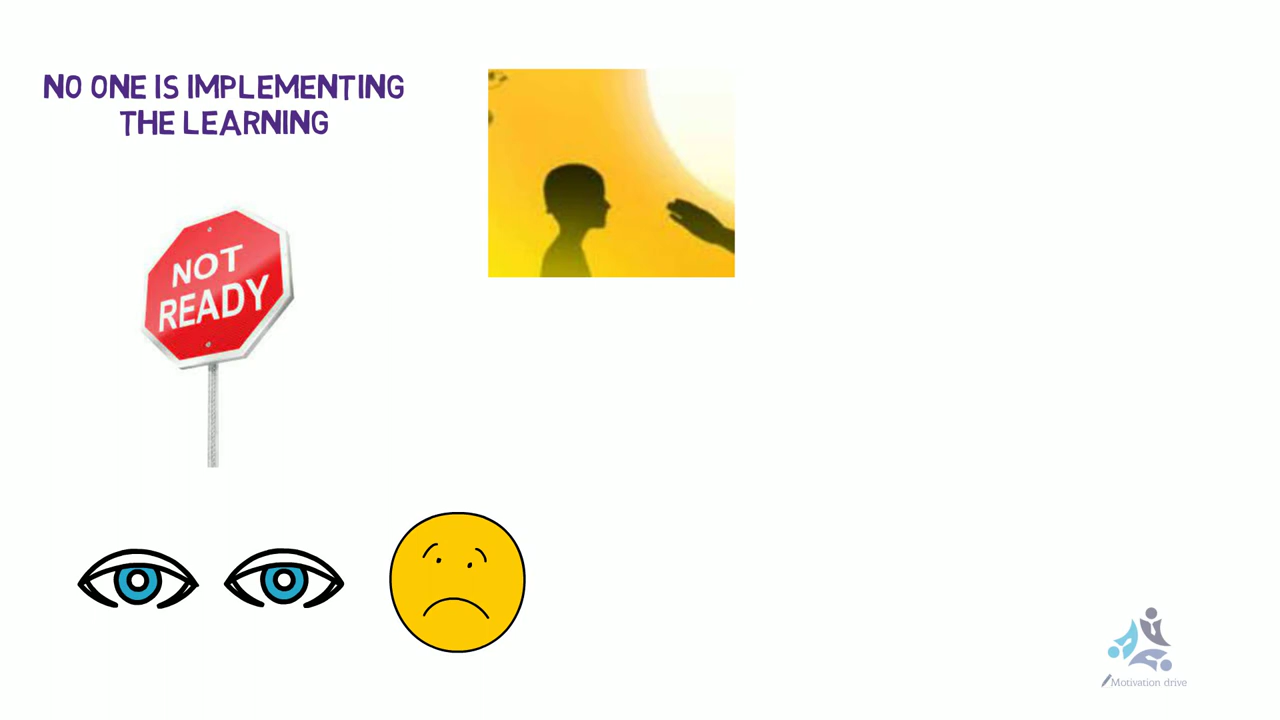 NO ONE IS IMPLEMENTING
THE LEARNING
NOT
READY
Motivation drive